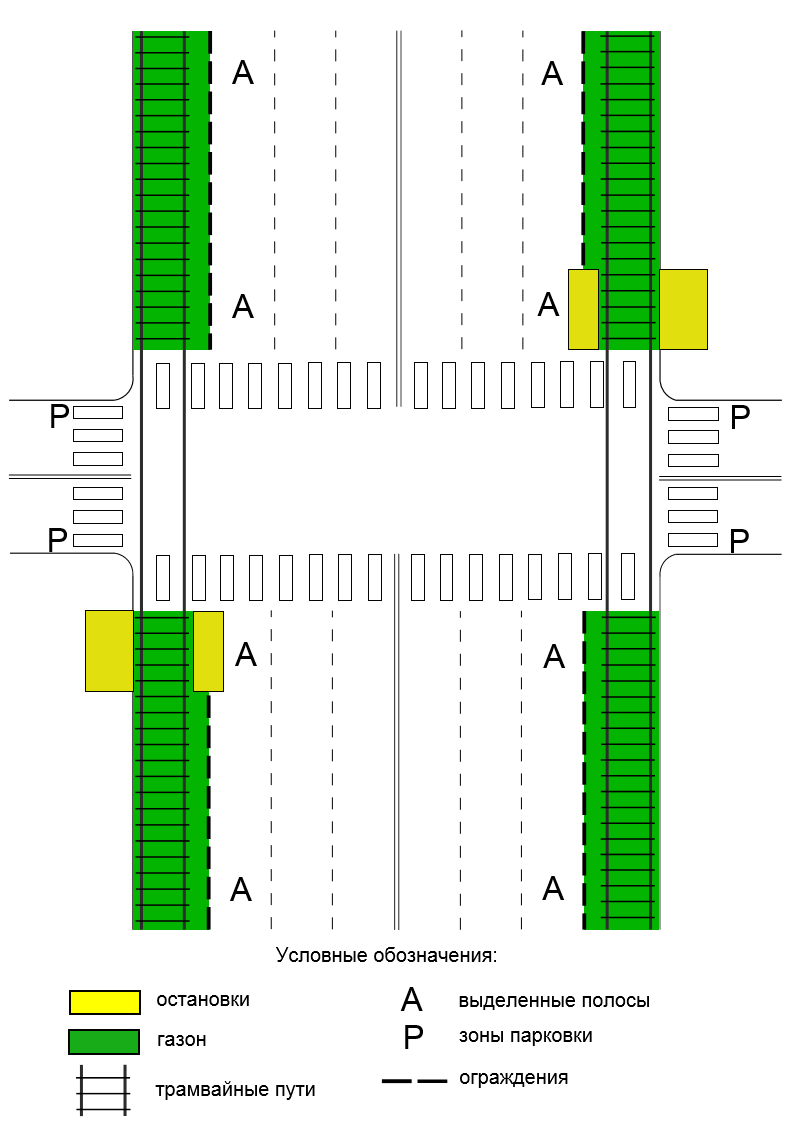 А А
А А
Р Р
Р Р
А А
А А
Условные обозначения:
остановки
А выделенные полосы
газон
Р зоны парковки
трамвайные пути
ограждения